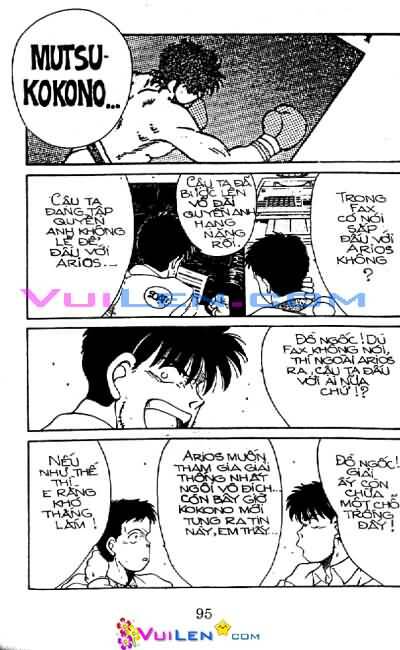 MUTSU-
KOKONO...
TRONG
FAX
CÓ NÓI
SẮP
ĐẤU VỚI
ARIOS
KHÔNG
?
CẬU TA ĐÃ
BƯỚC LÊN
VÕ ĐÀI
QUYỀN ANH
HẠNG
NẶNG
RỒI.
CẬU TA
ĐANG TẬP
QUYỀN
ANH KHÔNG
LẼ ĐỂ
ĐẤU VỚI
ARIOS...
VuiLen.com
ĐỒ NGỐC! DÙ
FAX KHÔNG NÓI,
THÌ NGOÀI ARIOS
RA, CẬU TA ĐẤU
VỚI AI NỮA
CHỨ!?
ĐỒ NGỐC!
GIẢI
ẤY CÒN
CHỪA
MỘT CHỖ
TRỐNG
ĐÂY!
ARIOS MUỐN
THAM GIA GIẢI
THỐNG NHẤT
NGÔI VÔ ĐỊCH...
CÒN BÂY GIỜ
KOKONO MỚI
TUNG RA TIN
NÀY, EM THẤY...
NẾU
NHƯ THẾ
THÌ...
E RẰNG
KHÓ
THẮNG
LẮM!
95
VuiLen.com